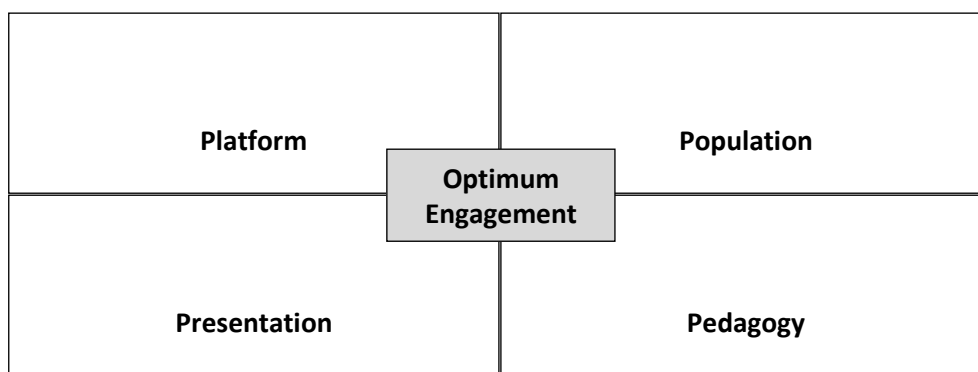 Platform
Population
Optimum
Engagement
Presentation
Pedagogy